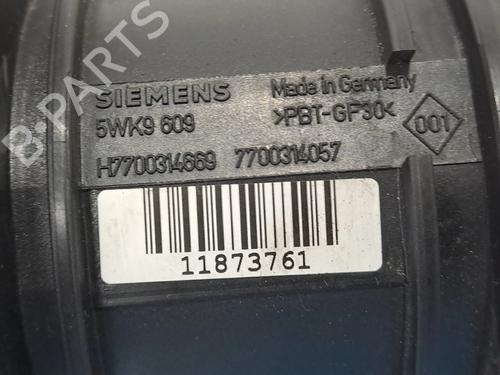 B-PARTS
SIEMENS Made in Germany
5WK9 609 >PBT-GF30< 001
H7700314669 7700314057
11873761